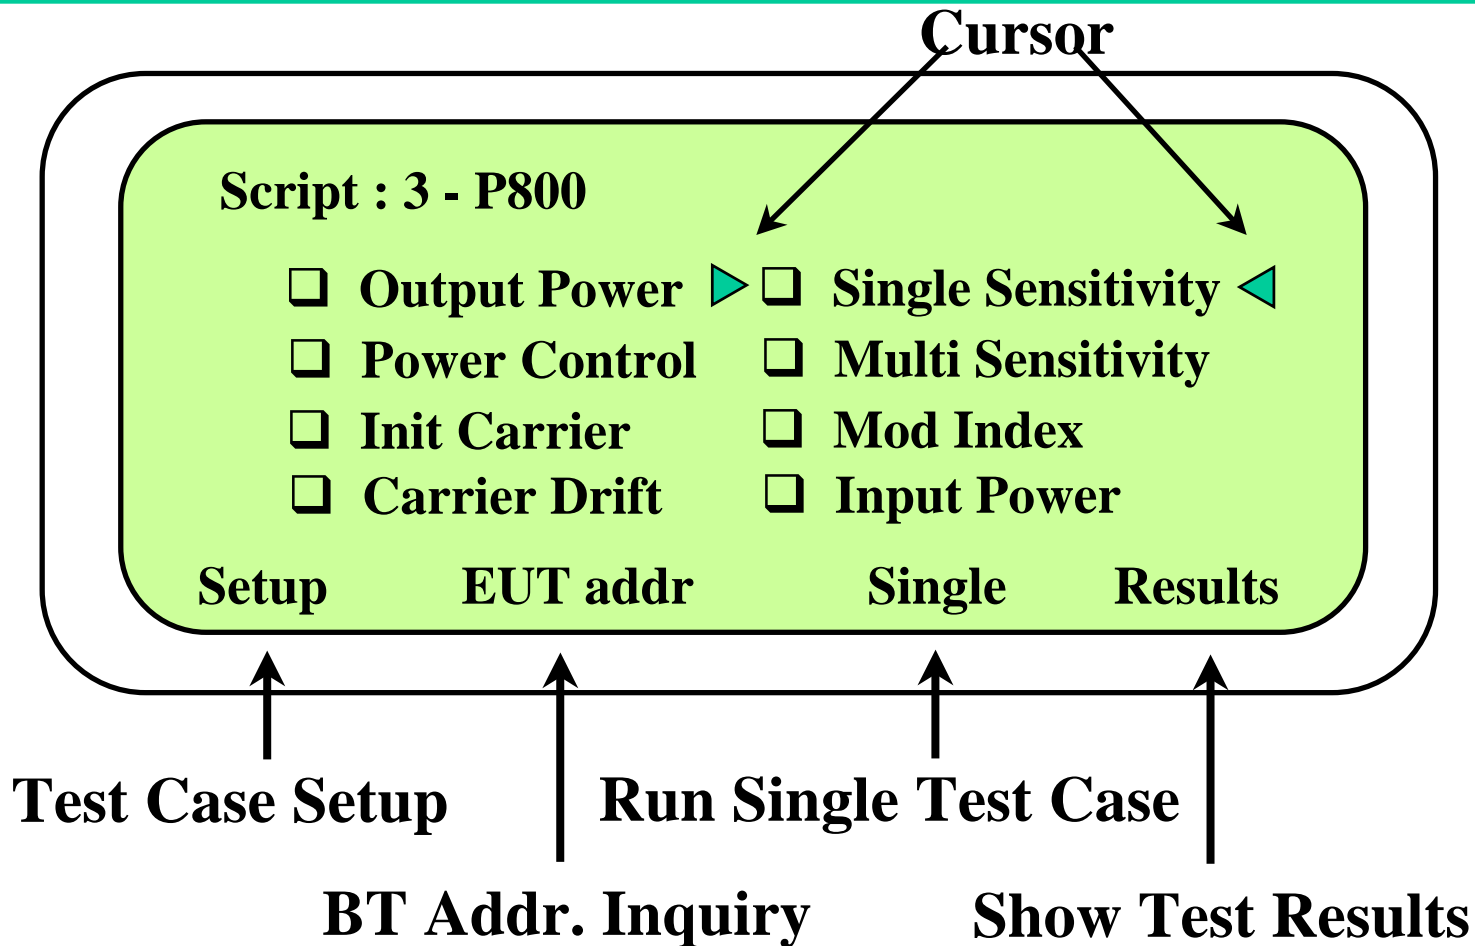 Cursor
Script : 3 - P800
Output Power Single Sensitivity
Power Control Multi Sensitivity
Init Carrier Mod Index
Carrier Drift Input Power
Setup EUT addr Single Results
Test Case Setup Run Single Test Case
BT Addr. Inquiry Show Test Results